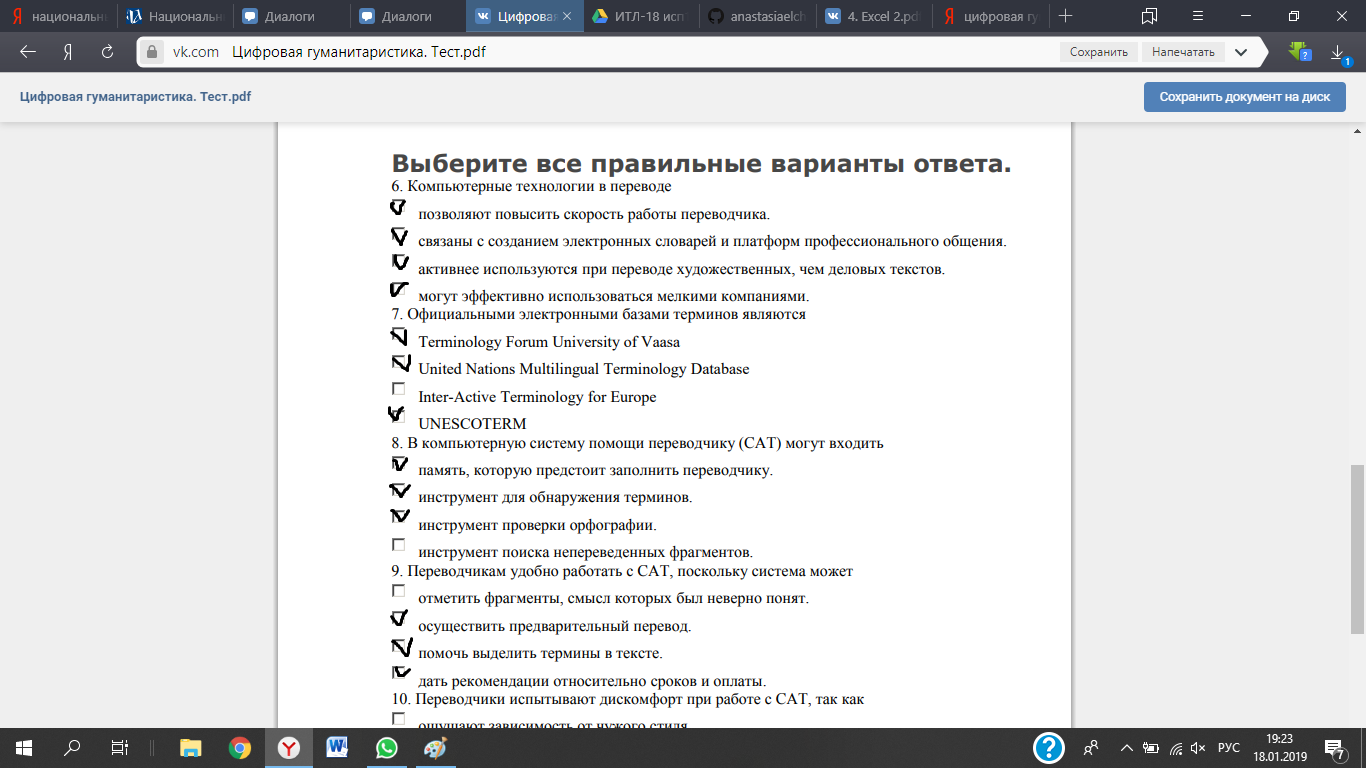 национальн
Национальн
Диалоги
Диалоги
Цифрова
ИТЛ-18 исп
anastasiaelch
4. Excel 2.pdf
цифровая гу
vk.com Цифровая гуманитаристика. Тест.pdf
Сохранить
Напечатать
1
Цифровая гуманитаристика. Тест.pdf
Сохранить документ на диск
Выберите все правильные варианты ответа.
6. Компьютерные технологии в переводе
позволяют повысить скорость работы переводчика.
связаны с созданием электронных словарей и платформ профессионального общения.
активнее используются при переводе художественных, чем деловых текстов.
могут эффективно использоваться мелкими компаниями.
7. Официальными электронными базами терминов являются
Terminology Forum University of Vaasa
United Nations Multilingual Terminology Database
Inter-Active Terminology for Europe
UNESCOTERM
8. В компьютерную систему помощи переводчику (САТ) могут входить
память, которую предстоит заполнить переводчику.
инструмент для обнаружения терминов.
инструмент проверки орфографии.
инструмент поиска непереведенных фрагментов.
9. Переводчикам удобно работать с САТ, поскольку система может
отметить фрагменты, смысл которых был неверно понят.
осуществить предварительный перевод.
помочь выделить термины в тексте.
дать рекомендации относительно сроков и оплаты.
10. Переводчики испытывают дискомфорт при работе с САТ, так как
ощущают зависимость от чужого стиля
РУС
19:23
18.01.2019
7